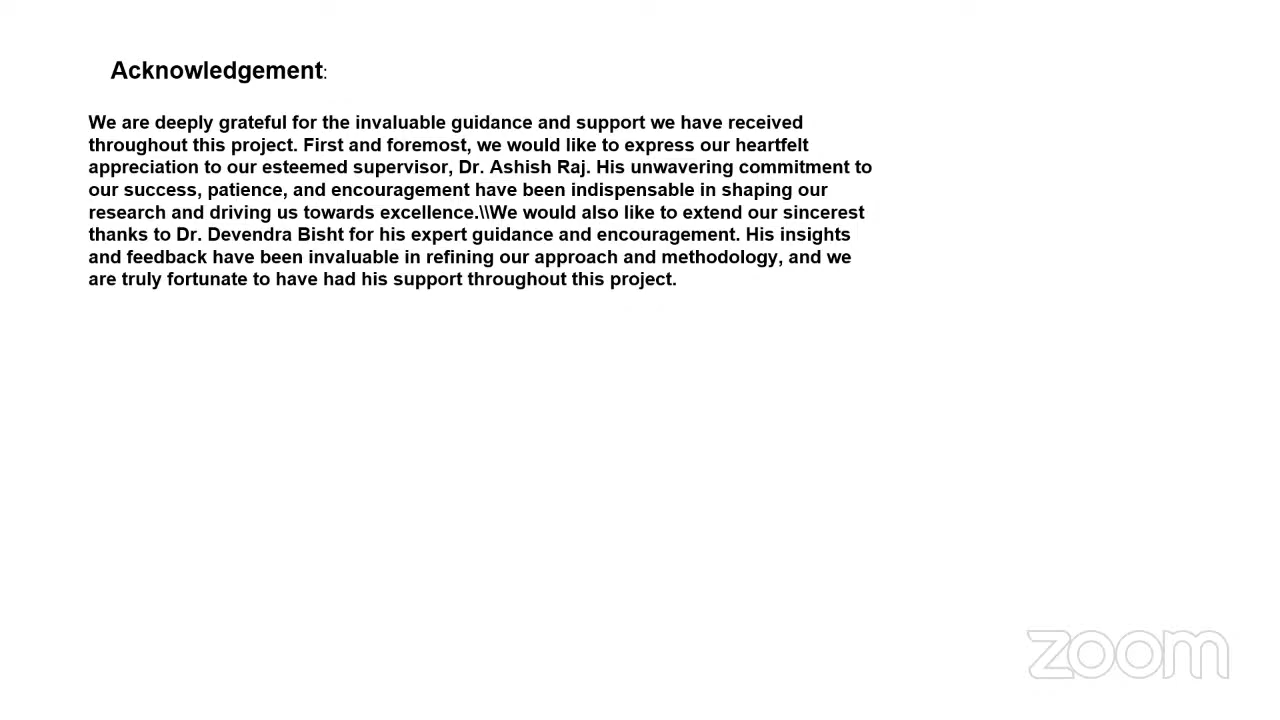 Acknowledgement:
We are deeply grateful for the invaluable guidance and support we have received
throughout this project. First and foremost, we would like to express our heartfelt
appreciation to our esteemed supervisor, Dr. Ashish Raj. His unwavering commitment to
our success, patience, and encouragement have been indispensable in shaping our
research and driving us towards excellence.\\We would also like to extend our sincerest
thanks to Dr. Devendra Bisht for his expert guidance and encouragement. His insights
and feedback have been invaluable in refining our approach and methodology, and we
are truly fortunate to have had his support throughout this project.
zoom